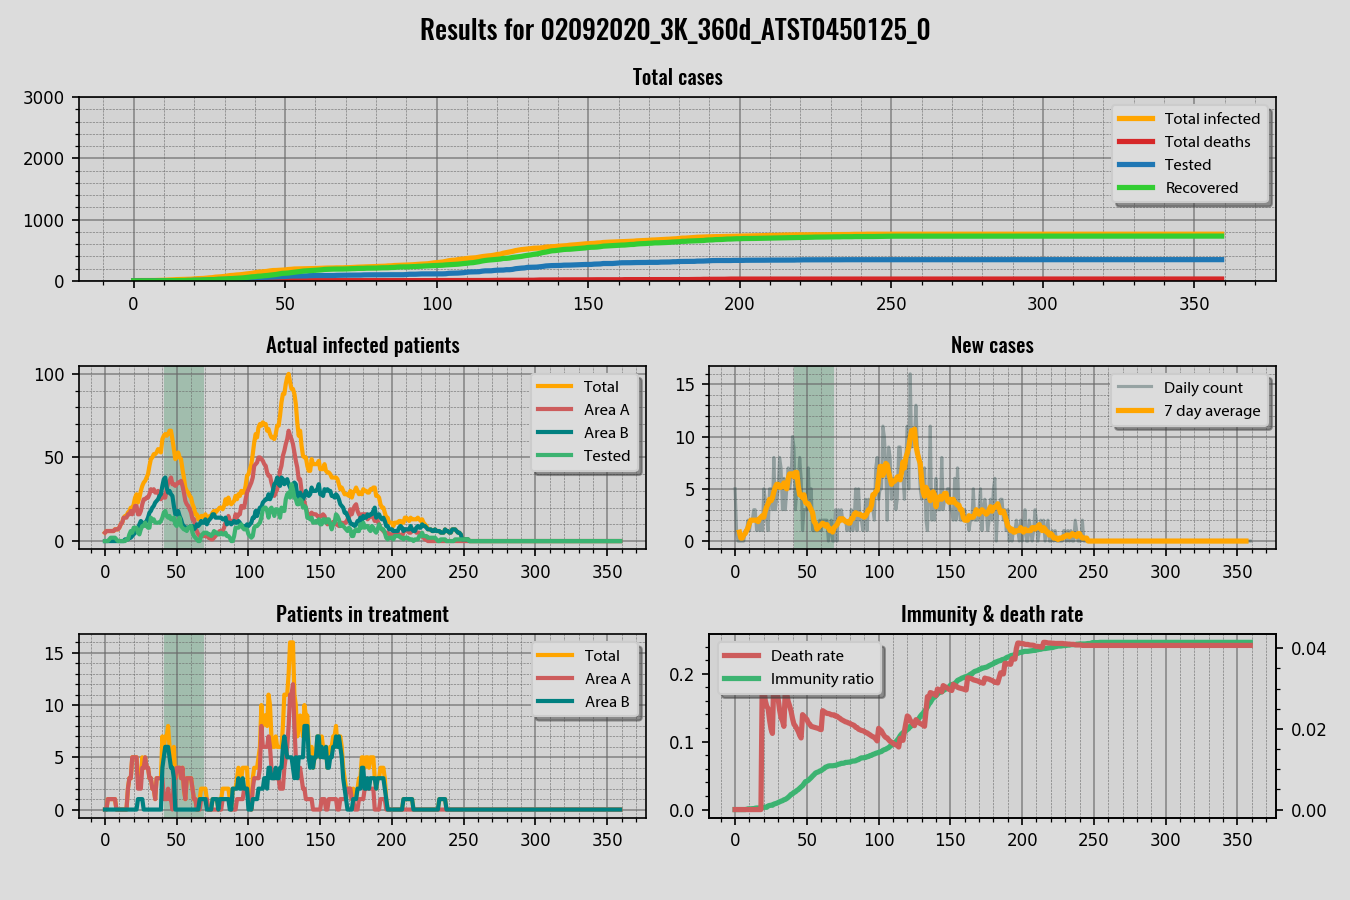 Results for 02092020_3K_360d_ATST0450125_0
Total cases
3000
2000
1000
0
Total infected
Total deaths
Tested
Recovered
0 50 100 150 200 250 300 350
Actual infected patients
100
50
0
Total
Area A
Area B
Tested
0 50 100 150 200 250 300 350
New cases
15
10
5
0
Daily count
7 day average
0 50 100 150 200 250 300 350
Patients in treatment
15
10
5
0
Total
Area A
Area B
0 50 100 150 200 250 300 350
Immunity & death rate
0.2
0.1
0.0
Death rate
Immunity ratio
0.04
0.02
0.00
0 50 100 150 200 250 300 350